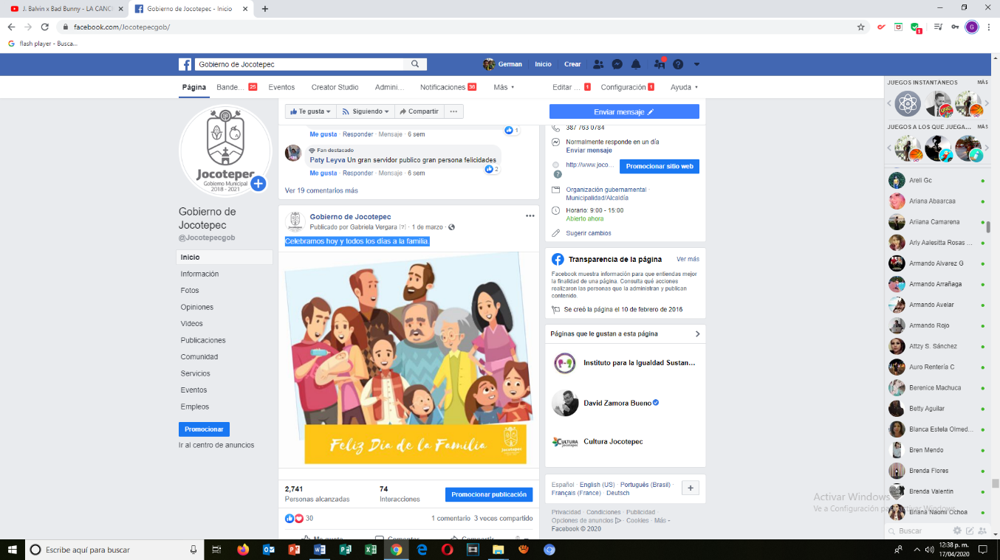 J. Balvin x Bad Bunny - LA CANCI
Gobierno de Jocotepec - Inicio
facebook.com/Jocotepecgob/
flash player - Busca...
Gobierno de Jocotepec
German
Inicio
Crear
Página
Bande... 25
Eventos
Creator Studio
Admini...
Notificaciones 36
Más
Editar ... 1
Configuración 1
Ayuda
Jocotepec
Gobierno Municipal
2018 - 2021
Gobierno de
Jocotepec
@Jocotepecgob
Inicio
Información
Fotos
Opiniones
Videos
Publicaciones
Comunidad
Servicios
Eventos
Empleos
Promocionar
Ir al centro de anuncios
Te gusta
Siguiendo
Compartir
Me gusta · Responder · Mensaje · 6 sem
1
Fan destacado
Paty Leyva Un gran servidor publico gran persona felicidades
2
Me gusta · Responder · Mensaje · 6 sem
Ver 19 comentarios más
Gobierno de Jocotepec
Publicado por Gabriela Vergara [?] · 1 de marzo ·
Celebramos hoy y todos los días a la familia.
Feliz Día de la Familia
Jocotepec
2,741
Personas alcanzadas
74
Interacciones
Promocionar publicación
30
1 comentario 3 veces compartido
Me gusta
Comentar
Compartir
Enviar mensaje
387 763 0784
Normalmente responde en un día
Enviar mensaje
http://www.joco...
Promocionar sitio web
Organización gubernamental ·
Municipalidad/Alcaldía
Horario: 9:00 - 15:00
Abierto ahora
Sugerir cambios
Transparencia de la página
Ver más
Facebook muestra información para que entiendas mejor
la finalidad de una página. Consulta qué acciones
realizaron las personas que la administran y publican
contenido.
Se creó la página el 10 de febrero de 2016
Páginas que le gustan a esta página
Instituto para la Igualdad Sustan...
David Zamora Bueno
CULTURA
Jocotepec
Cultura Jocotepec
Español · English (US) · Português (Brasil) ·
Français (France) · Deutsch
Privacidad · Condiciones · Publicidad ·
Opciones de anuncios · Cookies · Más
Facebook © 2020
JUEGOS INSTANTÁNEOS
MÁS
UNO
JUEGOS A LOS QUE JUEGA...
MÁS
Areli Gc
Ariana Abaarcaa
Ariiana Camarena
Arly Aalesitta Rosas ...
Armando Alvarez G
Armando Arrañaga
Armando Avelar
Armando Rojo
Attzy S. Sánchez
Auro Rentería C
Berenice Machuca
Betty Aguilar
Blanca Estela Olmed...
Bren Mendo
Brenda Flores
Brenda Valentin
Briana Naomi Ochoa
Buscar
Activar Windows
Ve a Configuración para activar Windows.
Escribe aquí para buscar
12:38 p. m.
17/04/2020